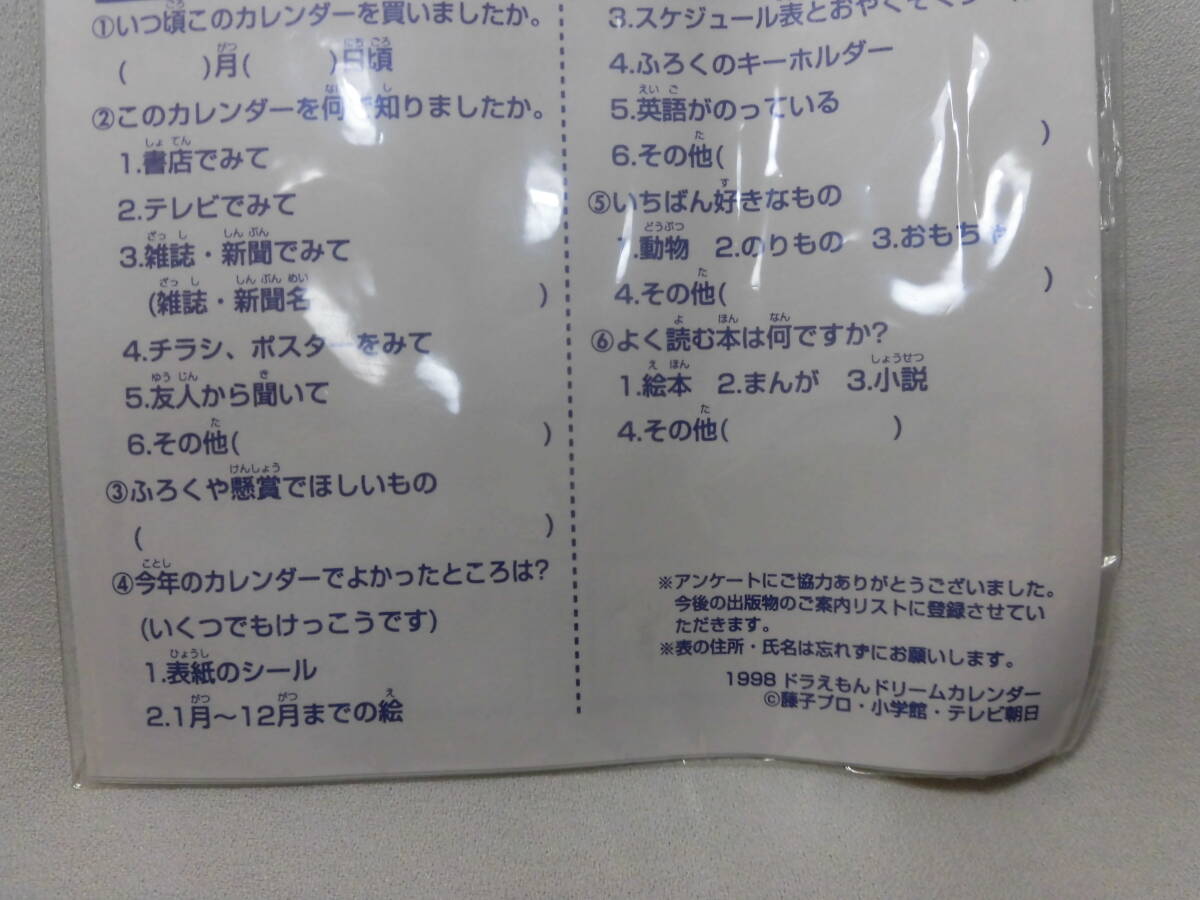 ①いつ頃このカレンダーを買いましたか。
( )月( )日頃
②このカレンダーを何で知りましたか。
1.書店でみて
2.テレビでみて
3.雑誌・新聞でみて
(雑誌・新聞名 )
4.チラシ、ポスターをみて
5.友人から聞いて
6.その他( )
③ふろくや懸賞でほしいもの
( )
④今年のカレンダーでよかったところは?
(いくつでもけっこうです)
1.表紙のシール
2.1月～12月までの絵
3.スケジュール表とおやくそく
4.ふろくのキーホルダー
5.英語がのっている
6.その他( )
⑤いちばん好きなもの
1.動物 2.のりもの 3.おもちゃ
4.その他( )
⑥よく読む本は何ですか?
1.絵本 2.まんが 3.小説
4.その他( )
※アンケートにご協力ありがとうございました。
今後の出版物のご案内リストに登録させてい
ただきます。
※表の住所・氏名は忘れずにお願いします。
1998 ドラえもんドリームカレンダー
©藤子プロ・小学館・テレビ朝日